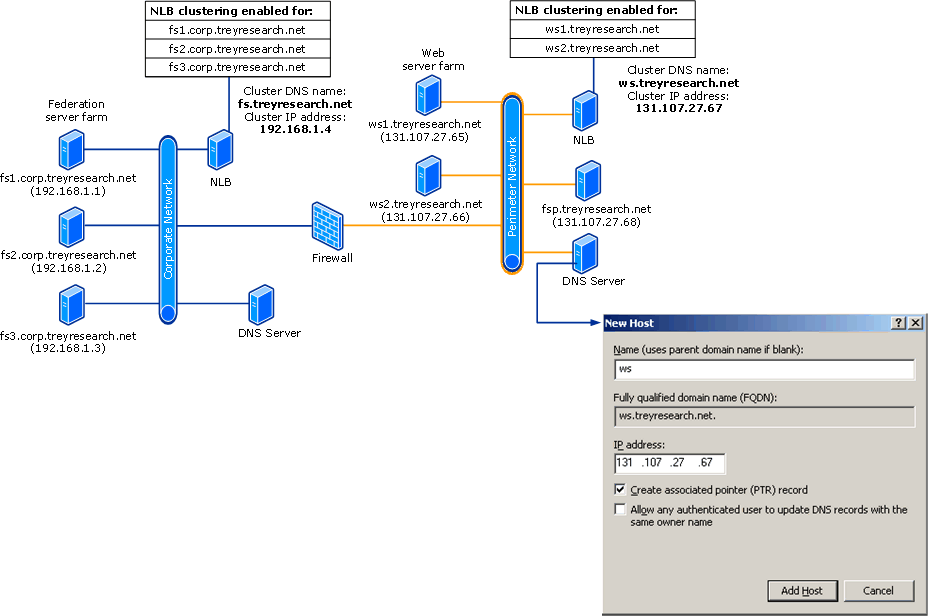 NLB clustering enabled for:
fs1.corp.treyresearch.net
fs2.corp.treyresearch.net
fs3.corp.treyresearch.net
Cluster DNS name:
fs.treyresearch.net
Cluster IP address:
192.168.1.4
NLB clustering enabled for:
ws1.treyresearch.net
ws2.treyresearch.net
Cluster DNS name:
ws.treyresearch.net
Cluster IP address:
131.107.27.67
Federation
server farm
fs1.corp.treyresearch.net
(192.168.1.1)
fs2.corp.treyresearch.net
(192.168.1.2)
fs3.corp.treyresearch.net
(192.168.1.3)
Corporate Network
NLB
DNS Server
Firewall
Web
server farm
ws1.treyresearch.net
(131.107.27.65)
ws2.treyresearch.net
(131.107.27.66)
Perimeter Network
NLB
fsp.treyresearch.net
(131.107.27.68)
DNS Server
New Host
Name (uses parent domain name if blank):
ws
Fully qualified domain name (FQDN):
ws.treyresearch.net.
IP address:
131 .107 .27 .67
Create associated pointer (PTR) record
Allow any authenticated user to update DNS records with the
same owner name
Add Host
Cancel